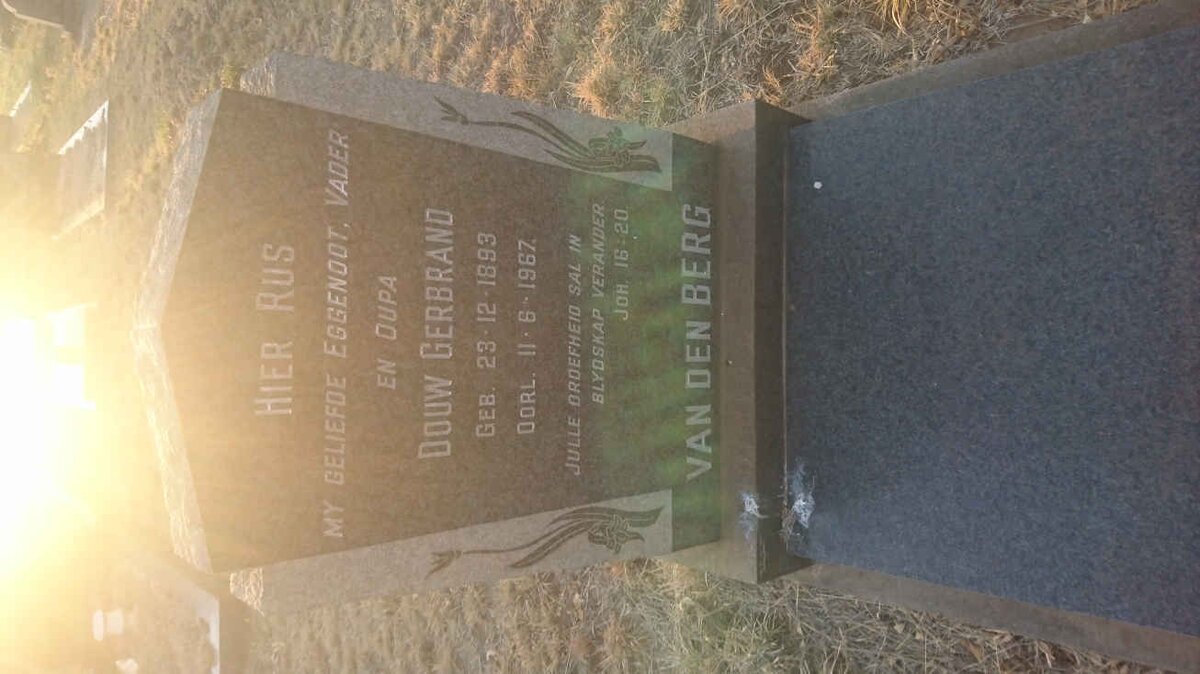 HIER RUS
MY GELIEFDE EGGENOOT, VADER
EN OUPA
DOUW GERBRAND
GEB. 23·12·1893
OORL. 11·6·1967.
JULLE DROEFHEID SAL IN
BLYDSKAP VERANDER
JOH. 16:20
VAN DEN BERG